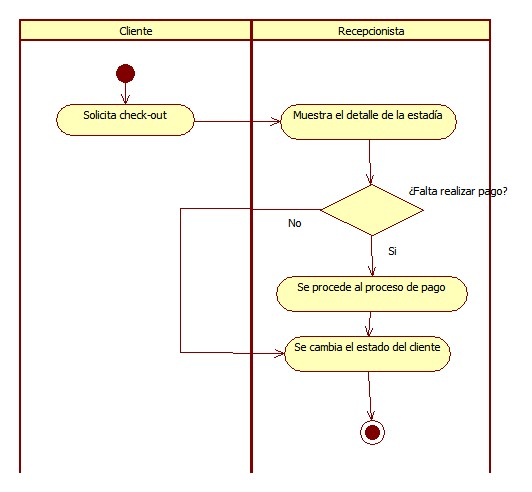 Cliente
Recepcionista
Solicita check-out
Muestra el detalle de la estadía
¿Falta realizar pago?
No
Si
Se procede al proceso de pago
Se cambia el estado del cliente